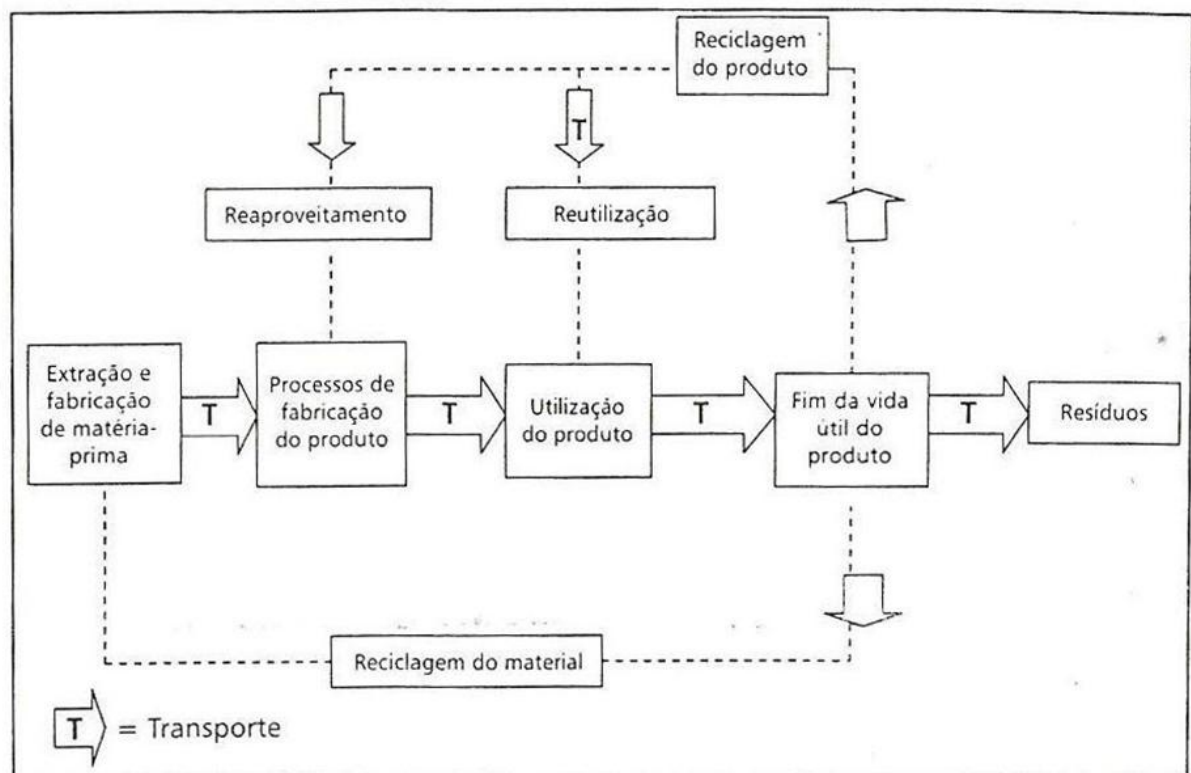 Reciclagem
do produto
T
Reaproveitamento
Reutilização
Extração e
fabricação
de matéria-
prima
T
Processos de
fabricação
do produto
T
Utilização
do produto
T
Fim da vida
útil do
produto
T
Resíduos
Reciclagem do material
T = Transporte